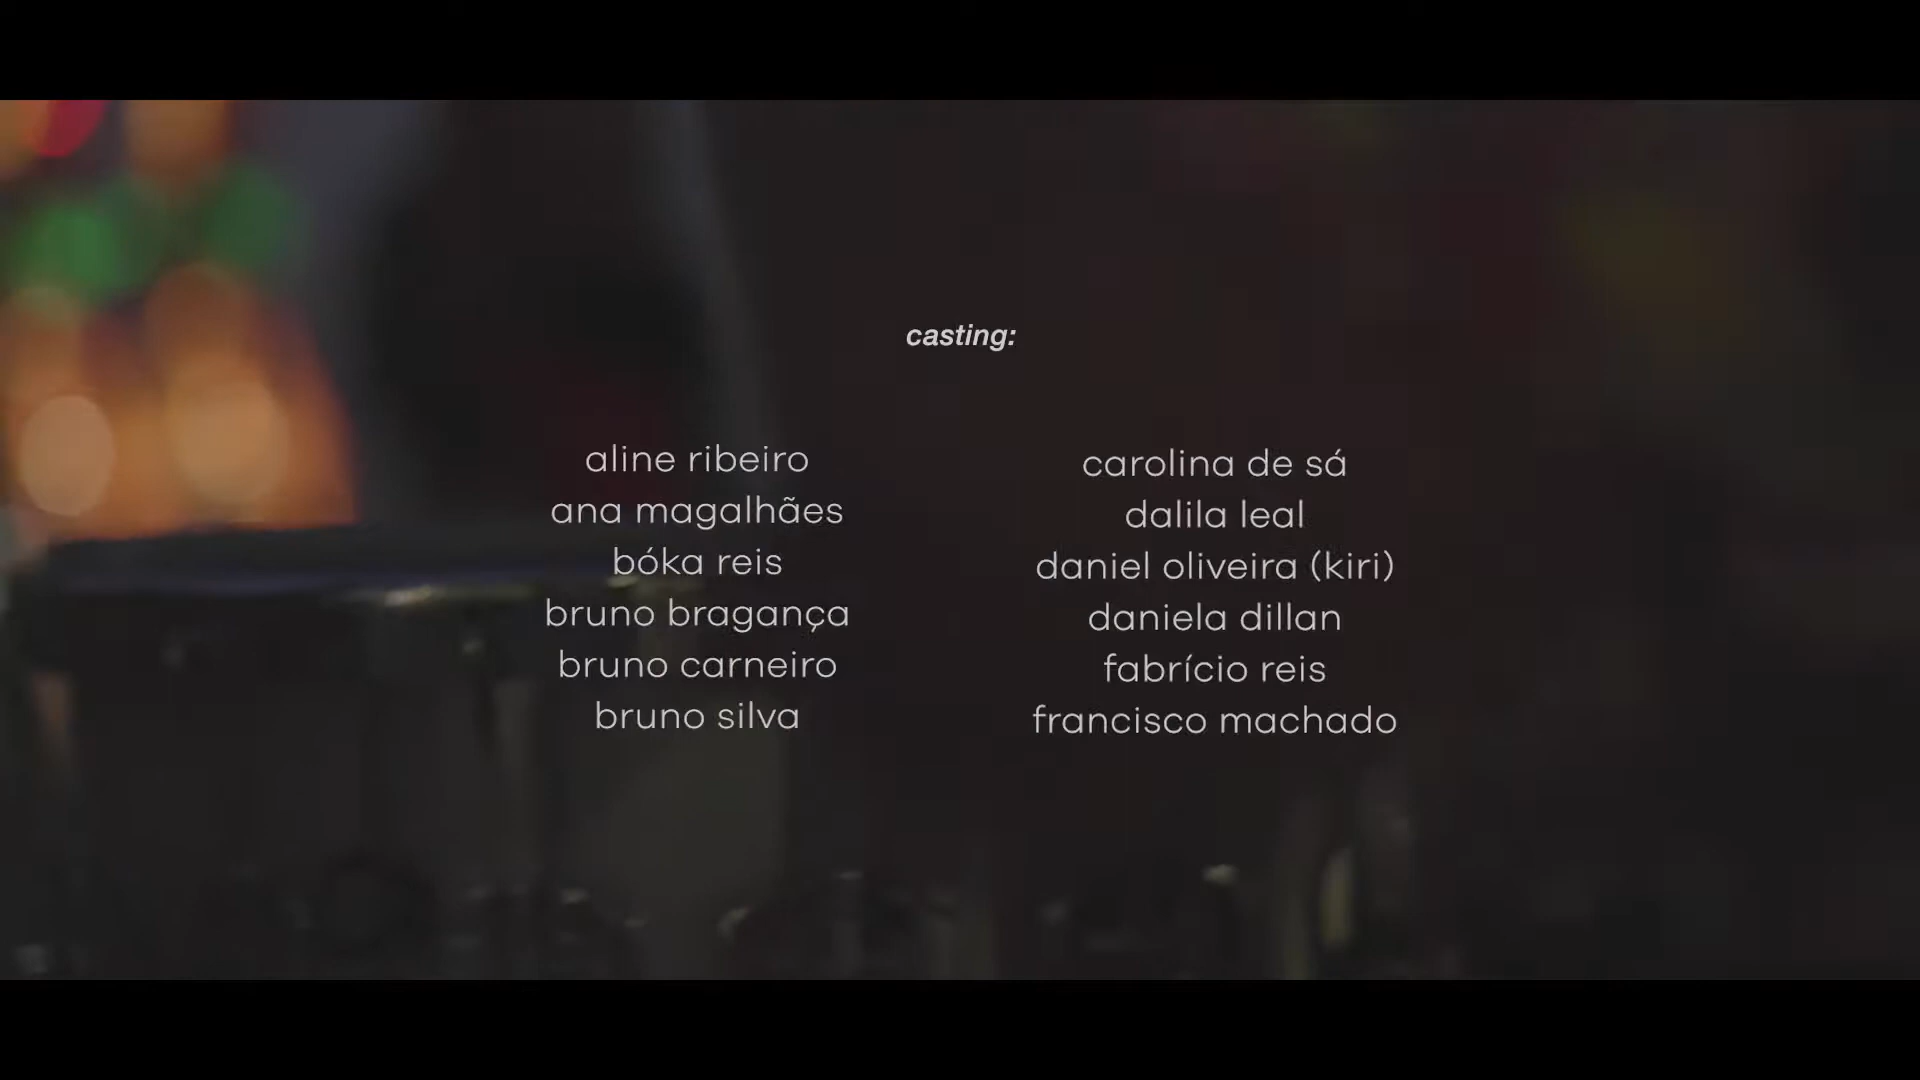 casting:
aline ribeiro
ana magalhães
bóka reis
bruno bragança
bruno carneiro
bruno silva
carolina de sá
dalila leal
daniel oliveira (kiri)
daniela dillan
fabrício reis
francisco machado